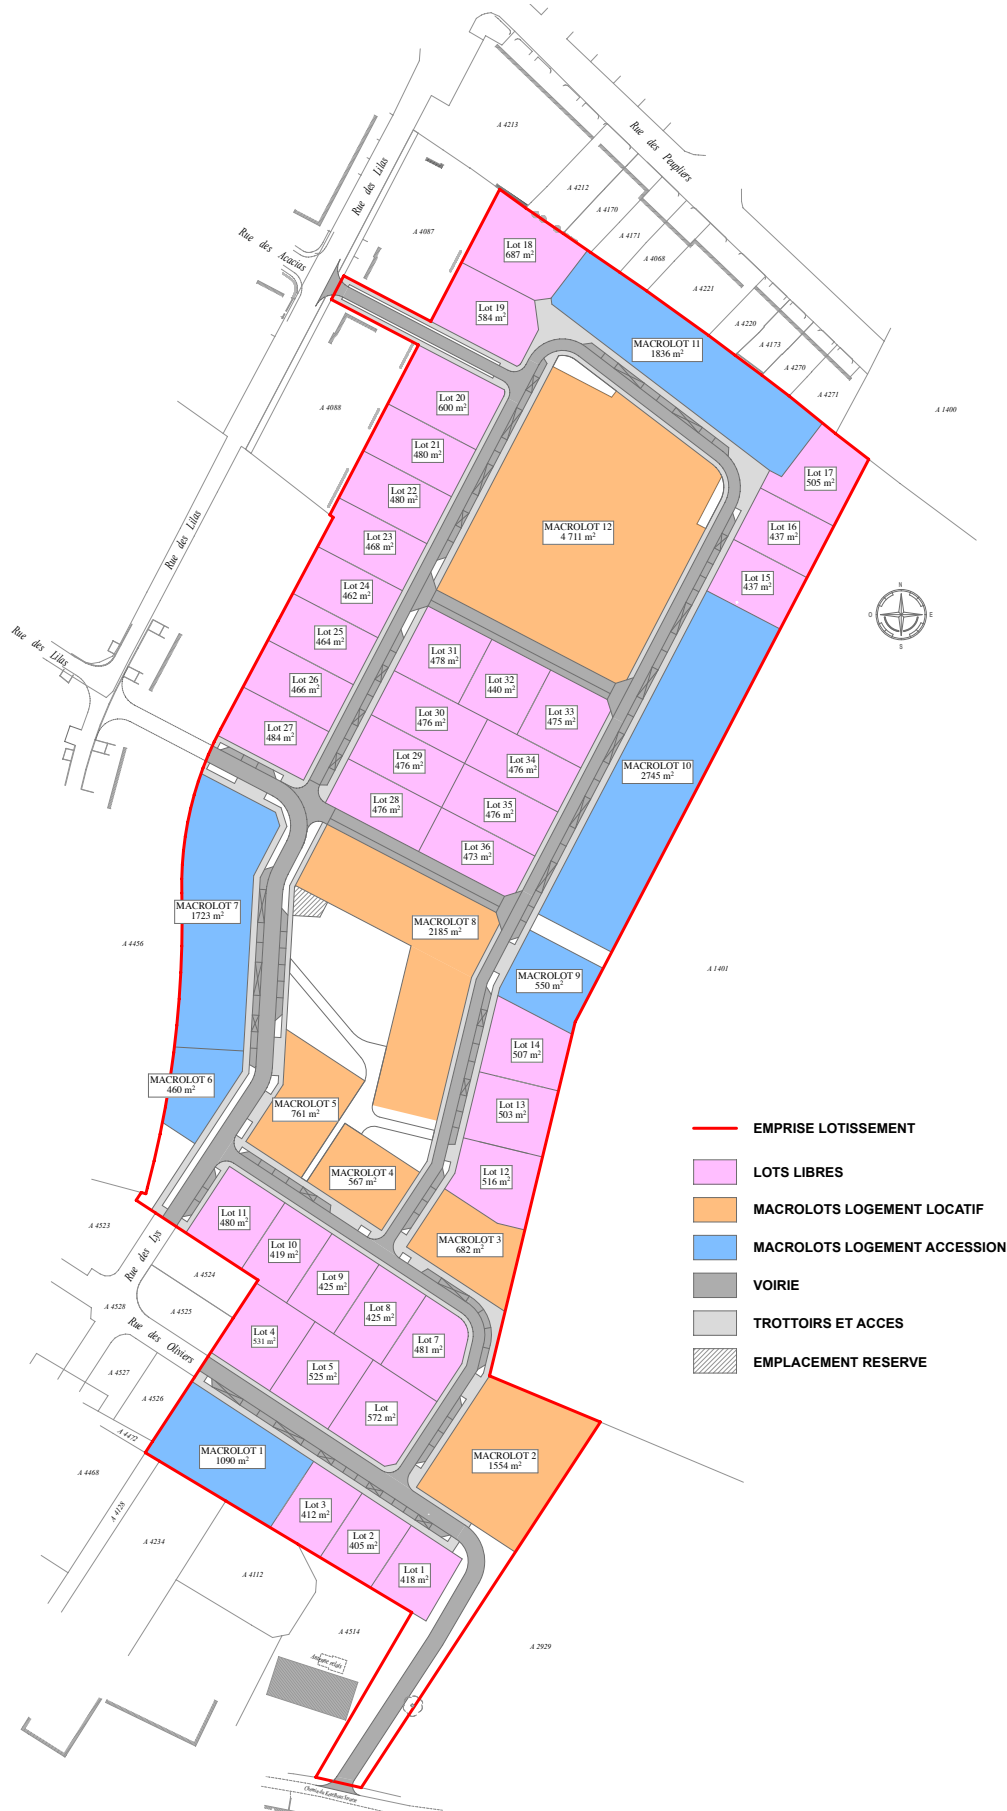 A 4213
Rue des Peupliers
Rue des Lilas
A 4212
A 4170
A 4087
A 4171
Rue des Acacias
Lot 18
687 m²
A 4068
A 4221
Lot 19
584 m²
A 4220
A 4173
MACROLOT 11
1836 m²
A 4270
A 4271
A 4088
Lot 20
600 m²
A 1400
Lot 21
480 m²
Lot 17
505 m²
Lot 22
480 m²
Lot 16
437 m²
MACROLOT 12
4 711 m²
Lot 23
468 m²
Rue des Lilas
Lot 15
437 m²
Lot 24
462 m²
N
O
E
S
Lot 25
464 m²
Rue des Lilas
Lot 31
478 m²
Lot 26
466 m²
Lot 32
440 m²
Lot 30
476 m²
Lot 33
475 m²
Lot 27
484 m²
Lot 29
476 m²
Lot 34
476 m²
MACROLOT 10
2745 m²
Lot 28
476 m²
Lot 35
476 m²
Lot 36
473 m²
MACROLOT 7
1723 m²
MACROLOT 8
2185 m²
A 4456
A 1401
MACROLOT 9
550 m²
Lot 14
507 m²
MACROLOT 6
460 m²
MACROLOT 5
761 m²
Lot 13
503 m²
EMPRISE LOTISSEMENT
LOTS LIBRES
MACROLOTS LOGEMENT LOCATIF
MACROLOTS LOGEMENT ACCESSION
VOIRIE
TROTTOIRS ET ACCES
EMPLACEMENT RESERVE
MACROLOT 4
567 m²
Lot 12
516 m²
Lot 11
480 m²
A 4523
MACROLOT 3
682 m²
Lot 10
419 m²
Rue des Lys
A 4524
Lot 9
425 m²
A 4528
A 4525
Lot 8
425 m²
Rue des Oliviers
Lot 4
531 m²
Lot 7
481 m²
Lot 5
525 m²
A 4527
A 4526
Lot
572 m²
A 4472
MACROLOT 1
1090 m²
MACROLOT 2
1554 m²
A 4468
A 4128
Lot 3
412 m²
A 4234
Lot 2
405 m²
A 4112
Lot 1
418 m²
A 4514
A 2929